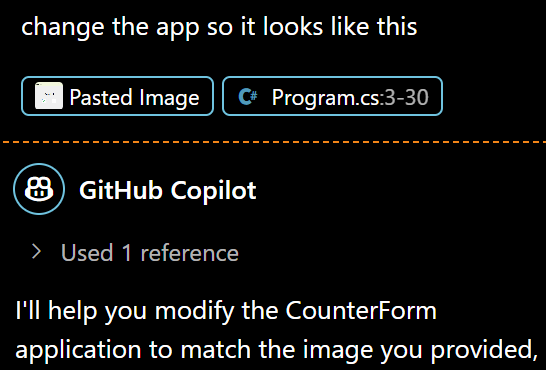 change the app so it looks like this
Pasted Image
C# Program.cs:3-30
GitHub Copilot
Used 1 reference
I'll help you modify the CounterForm
application to match the image you provided,